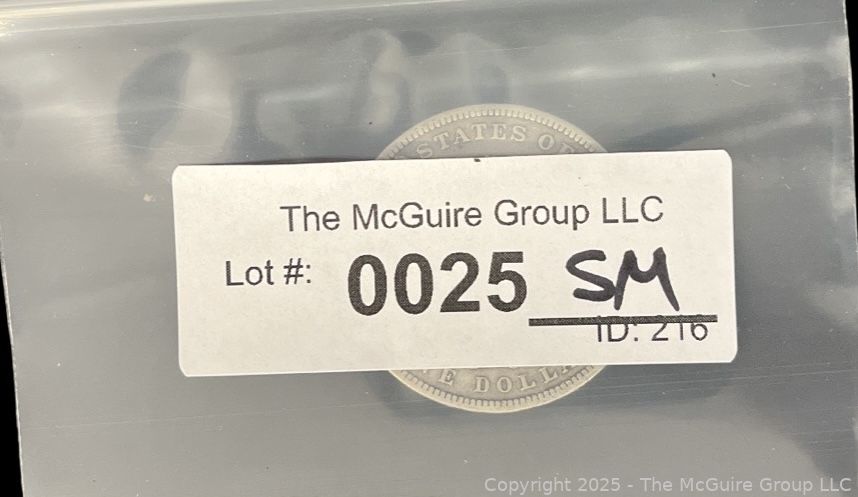 STATES OF
The McGuire Group LLC
Lot #: 0025 SM
ID: 216
E DOLL
Copyright 2025 - The McGuire Group LLC